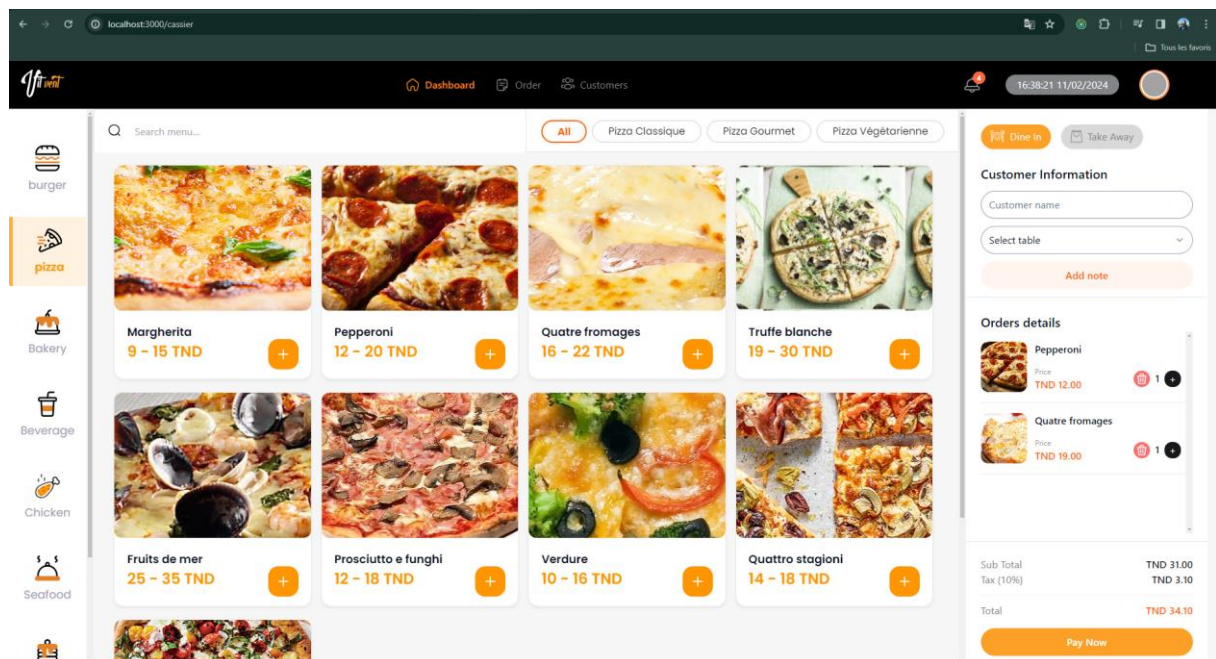 localhost:3000/cassier
Tous les favoris
Vit vent
Dashboard
Order
Customers
4
16:38:21 11/02/2024
burger
pizza
Bakery
Beverage
Chicken
Seafood
Search menu...
All
Pizza Classique
Pizza Gourmet
Pizza Végétarienne
Margherita
9 - 15 TND
+
Pepperoni
12 - 20 TND
+
Quatre fromages
16 - 22 TND
+
Truffe blanche
19 - 30 TND
+
Fruits de mer
25 - 35 TND
+
Prosciutto e funghi
12 - 18 TND
+
Verdure
10 - 16 TND
+
Quattro stagioni
14 - 18 TND
+
Dine In
Take Away
Customer Information
Customer name
Select table
Add note
Orders details
Pepperoni
Price
TND 12.00
1 +
Quatre fromages
Price
TND 19.00
1 +
Sub Total TND 31.00
Tax (10%) TND 3.10
Total TND 34.10
Pay Now